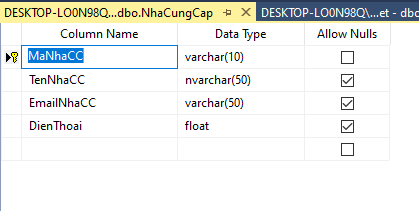 DESKTOP-LO0N98Q...dbo.NhaCungCap DESKTOP-LO0N98Q\...et - dbo
Column Name Data Type Allow Nulls
MaNhaCC varchar(10)
TenNhaCC nvarchar(50)
EmailNhaCC varchar(50)
DienThoai float